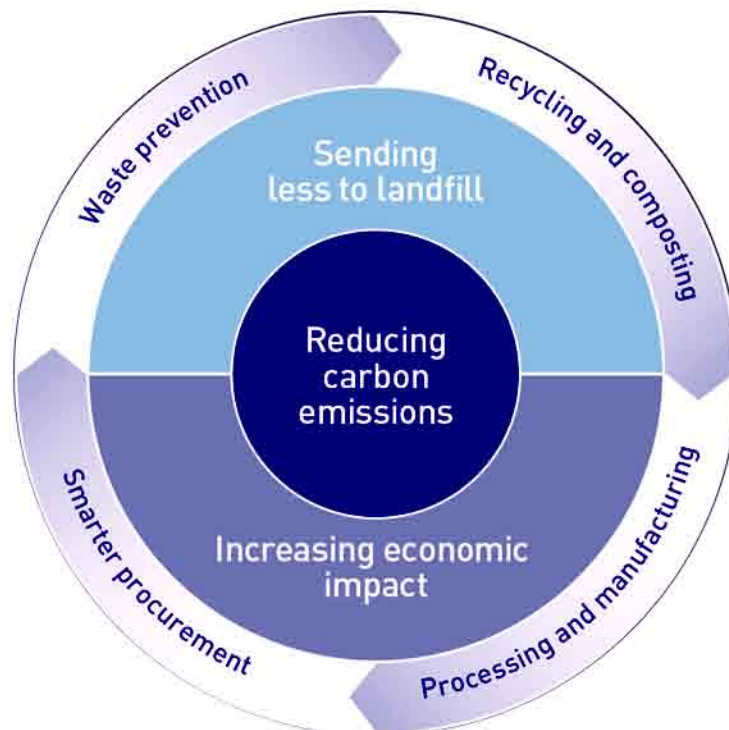 Waste prevention
Recycling and composting
Sending
less to landfill
Reducing
carbon
emissions
Increasing economic
impact
Smarter procurement
Processing and manufacturing